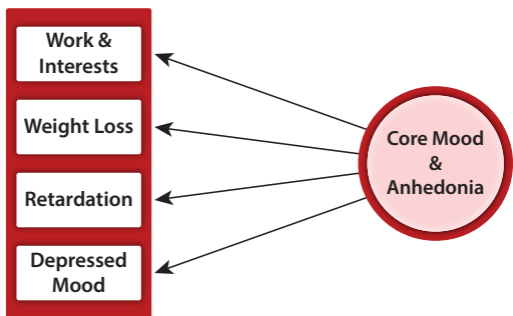 Work &
Interests
Weight Loss
Retardation
Depressed
Mood
Core Mood
&
Anhedonia